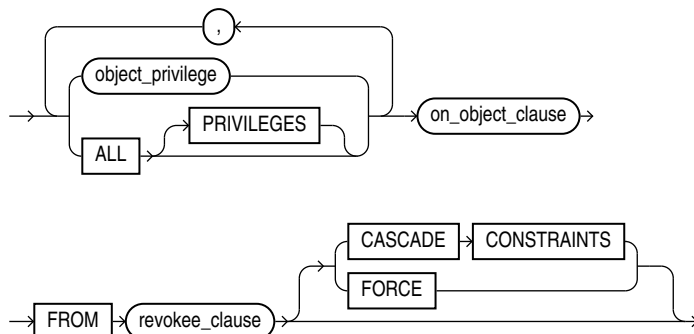 ,
object_privilege
PRIVILEGES
on_object_clause
ALL
CASCADE CONSTRAINTS
FORCE
FROM revokee_clause